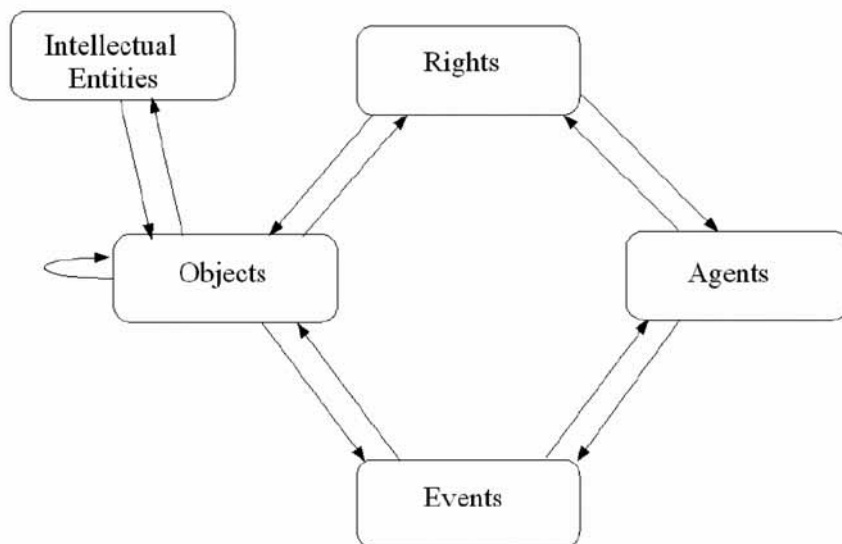 Intellectual
Entities
Rights
Objects
Agents
Events